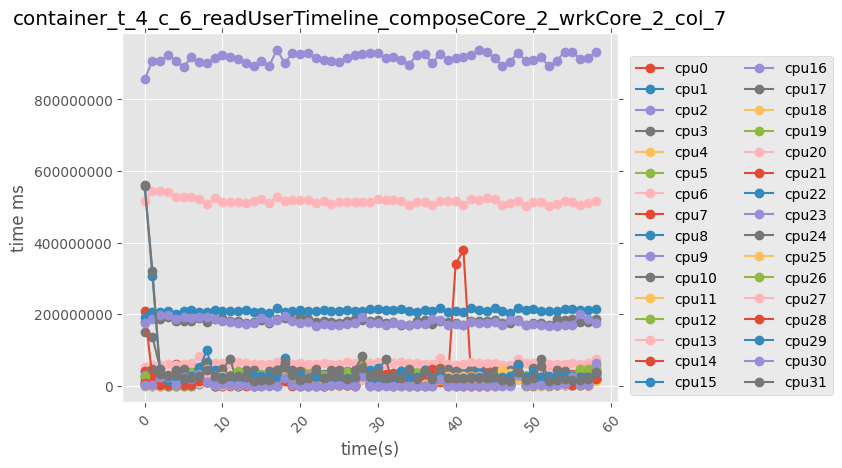 container_t_4_c_6_readUserTimeline_composeCore_2_wrkCore_2_col_7
time ms
800000000
600000000
400000000
200000000
0
0
10
20
30
40
50
60
time(s)
cpu0
cpu1
cpu2
cpu3
cpu4
cpu5
cpu6
cpu7
cpu8
cpu9
cpu10
cpu11
cpu12
cpu13
cpu14
cpu15
cpu16
cpu17
cpu18
cpu19
cpu20
cpu21
cpu22
cpu23
cpu24
cpu25
cpu26
cpu27
cpu28
cpu29
cpu30
cpu31